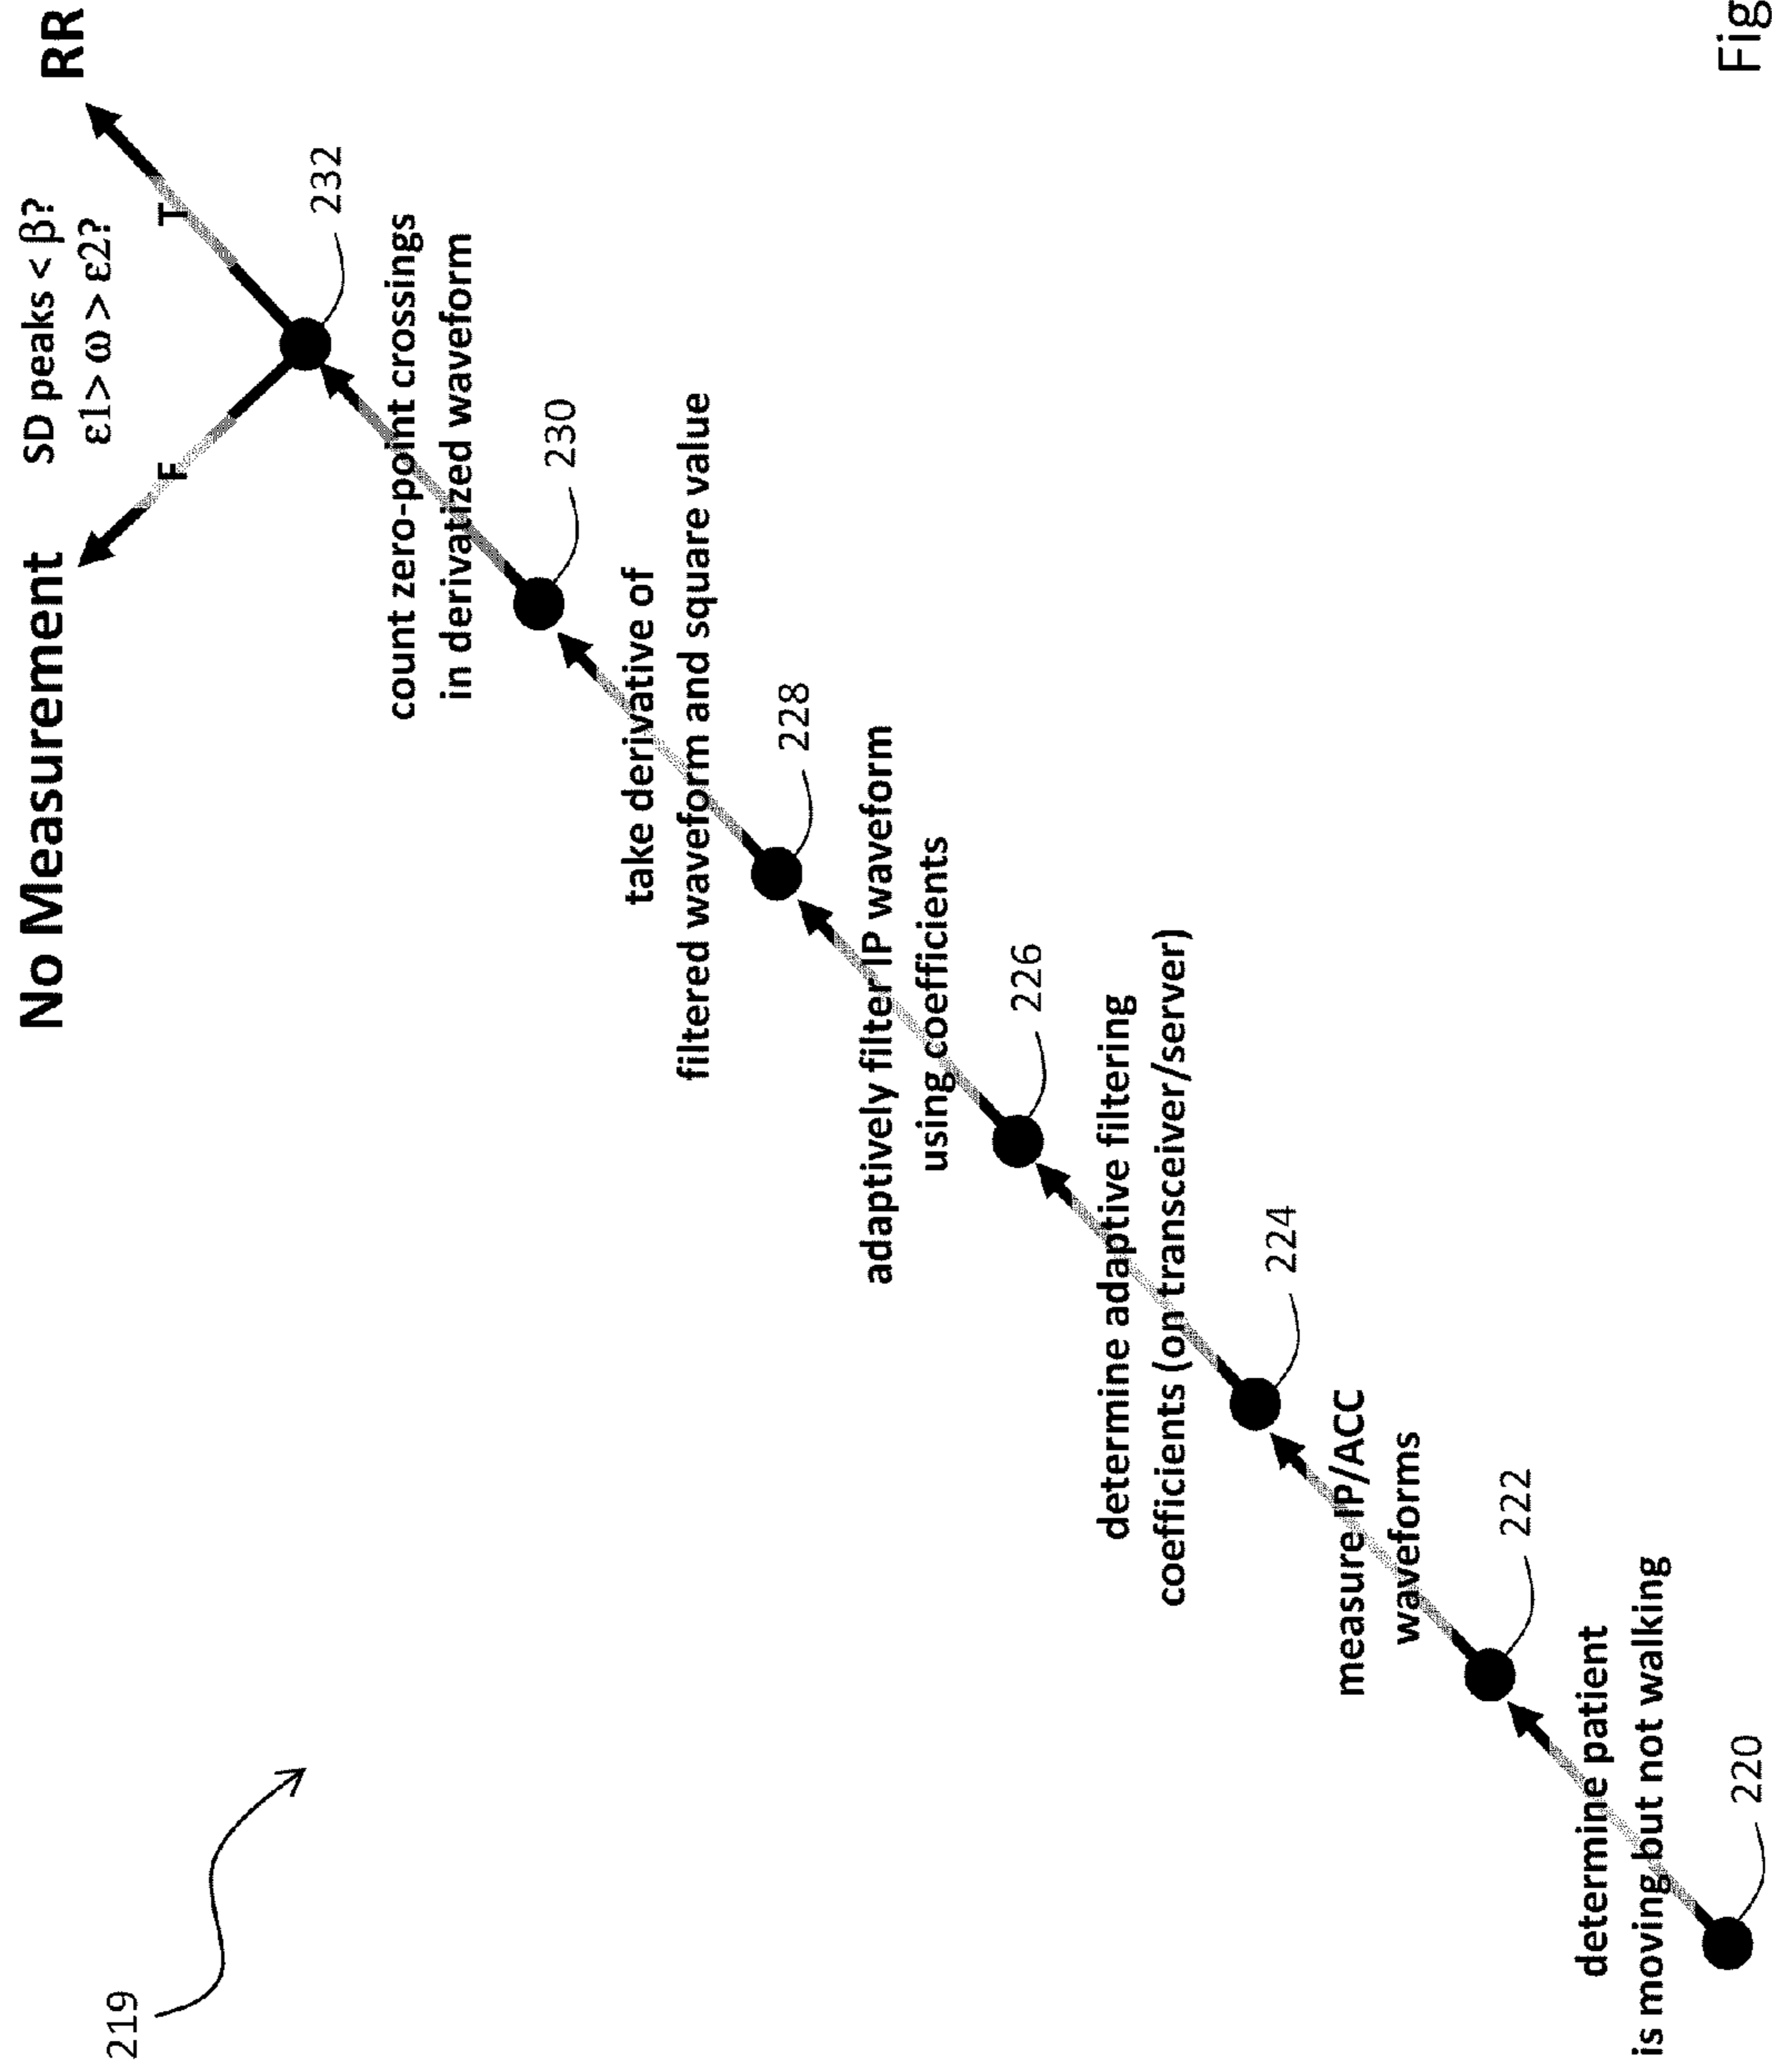 219
No Measurement
SD peaks < β?
ε1> ω > ε2?
RR
F
T
232
count zero-point crossings
in derivatized waveform
230
take derivative of
filtered waveform and square value
228
adaptively filter IP waveform
using coefficients
226
determine adaptive filtering
coefficients (on transceiver/server)
224
measure IP/ACC
waveforms
222
determine patient
is moving but not walking
220
Fig